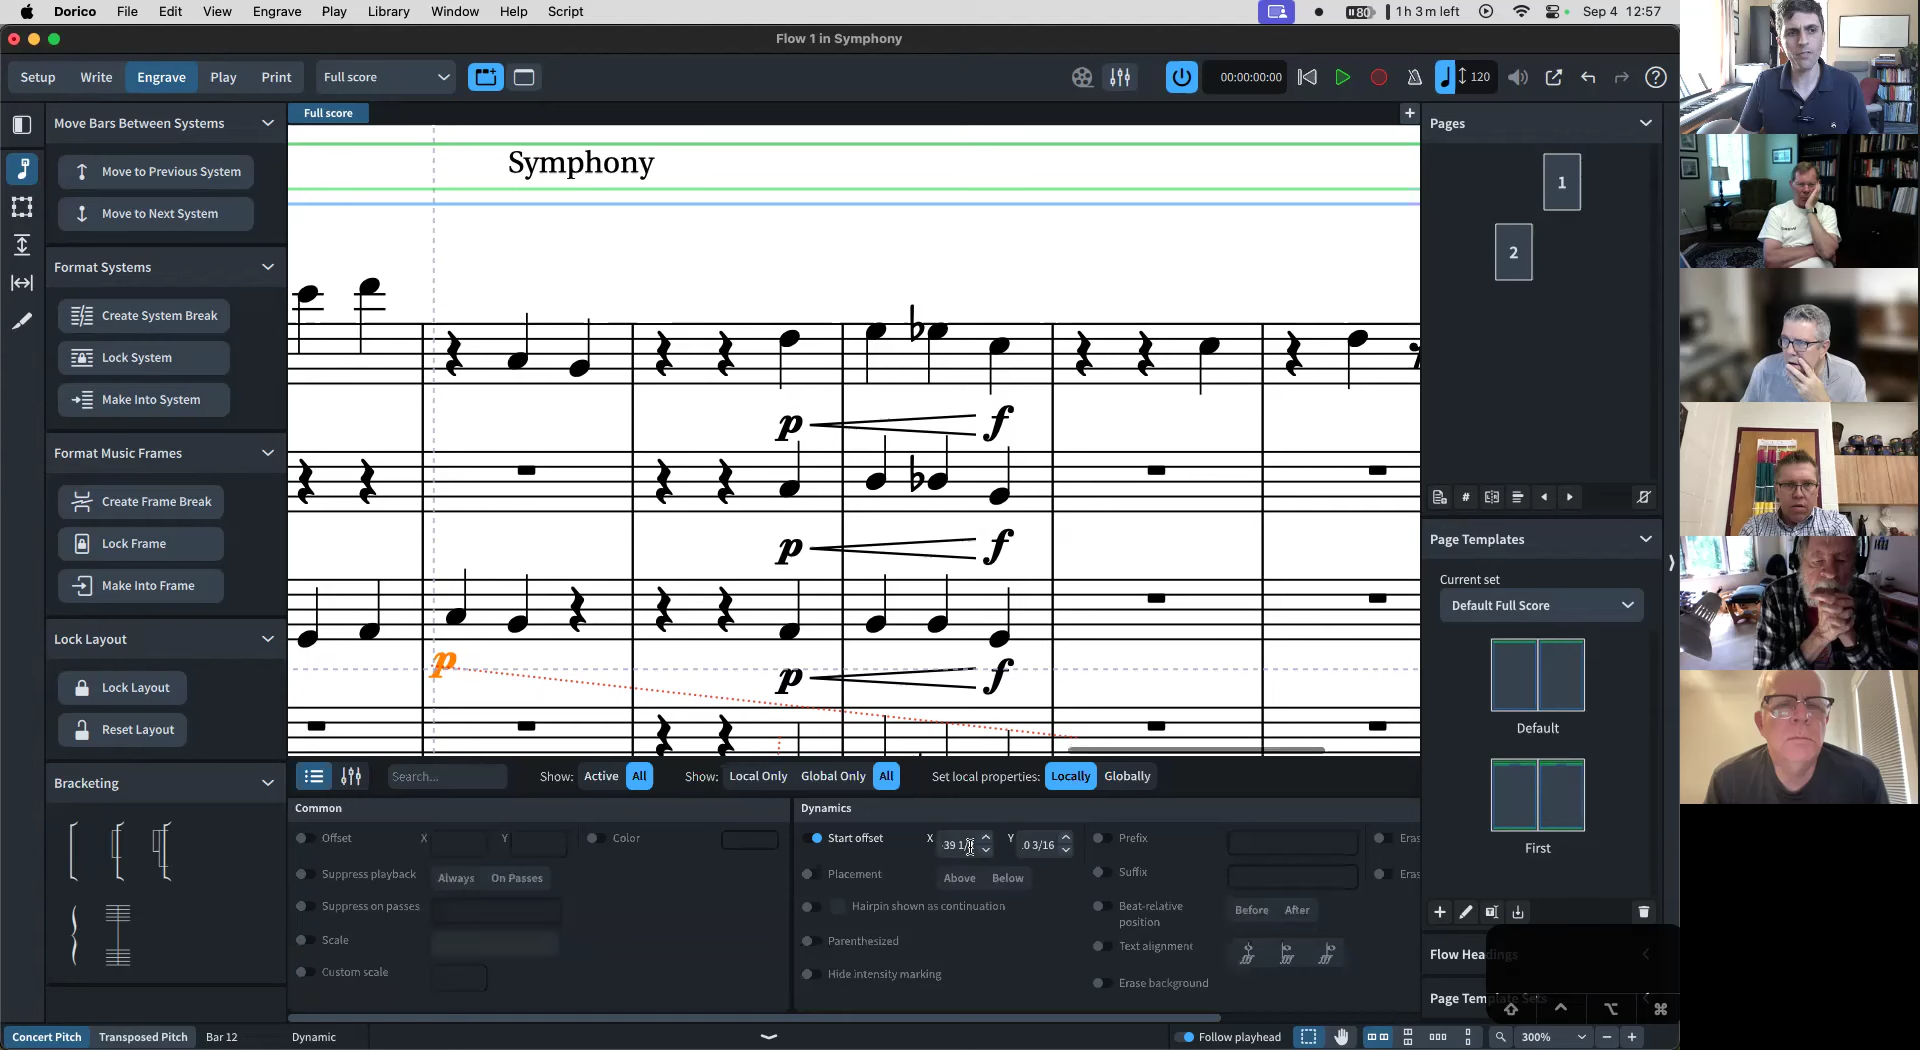 Dorico File Edit View Engrave Play Library Window Help Script
80 1 h 3 m left Sep 4 12:57
Flow 1 in Symphony
Setup Write Engrave Play Print Full score
00:00:00:00 120
Move Bars Between Systems
Move to Previous System
Move to Next System
Format Systems
Create System Break
Lock System
Make Into System
Format Music Frames
Create Frame Break
Lock Frame
Make Into Frame
Lock Layout
Lock Layout
Reset Layout
Bracketing
Full score
Symphony
p f
p f
p
p f
Search... Show: Active All Show: Local Only Global Only All Set local properties: Locally Globally
Common
Offset X Y Color
Suppress playback Always On Passes
Suppress on passes
Scale
Custom scale
Dynamics
Start offset X Y .0 3/16
Placement Above Below
Hairpin shown as continuation
Parenthesized
Hide intensity marking
Prefix
Suffix
Beat-relative
position
Before After
Text alignment
Erase background
Eras
Eras
Pages
1
2
#
Page Templates
Current set
Default Full Score
Default
First
Flow Head
Page Temp
Concert Pitch Transposed Pitch Bar 12 Dynamic
Follow playhead 300%